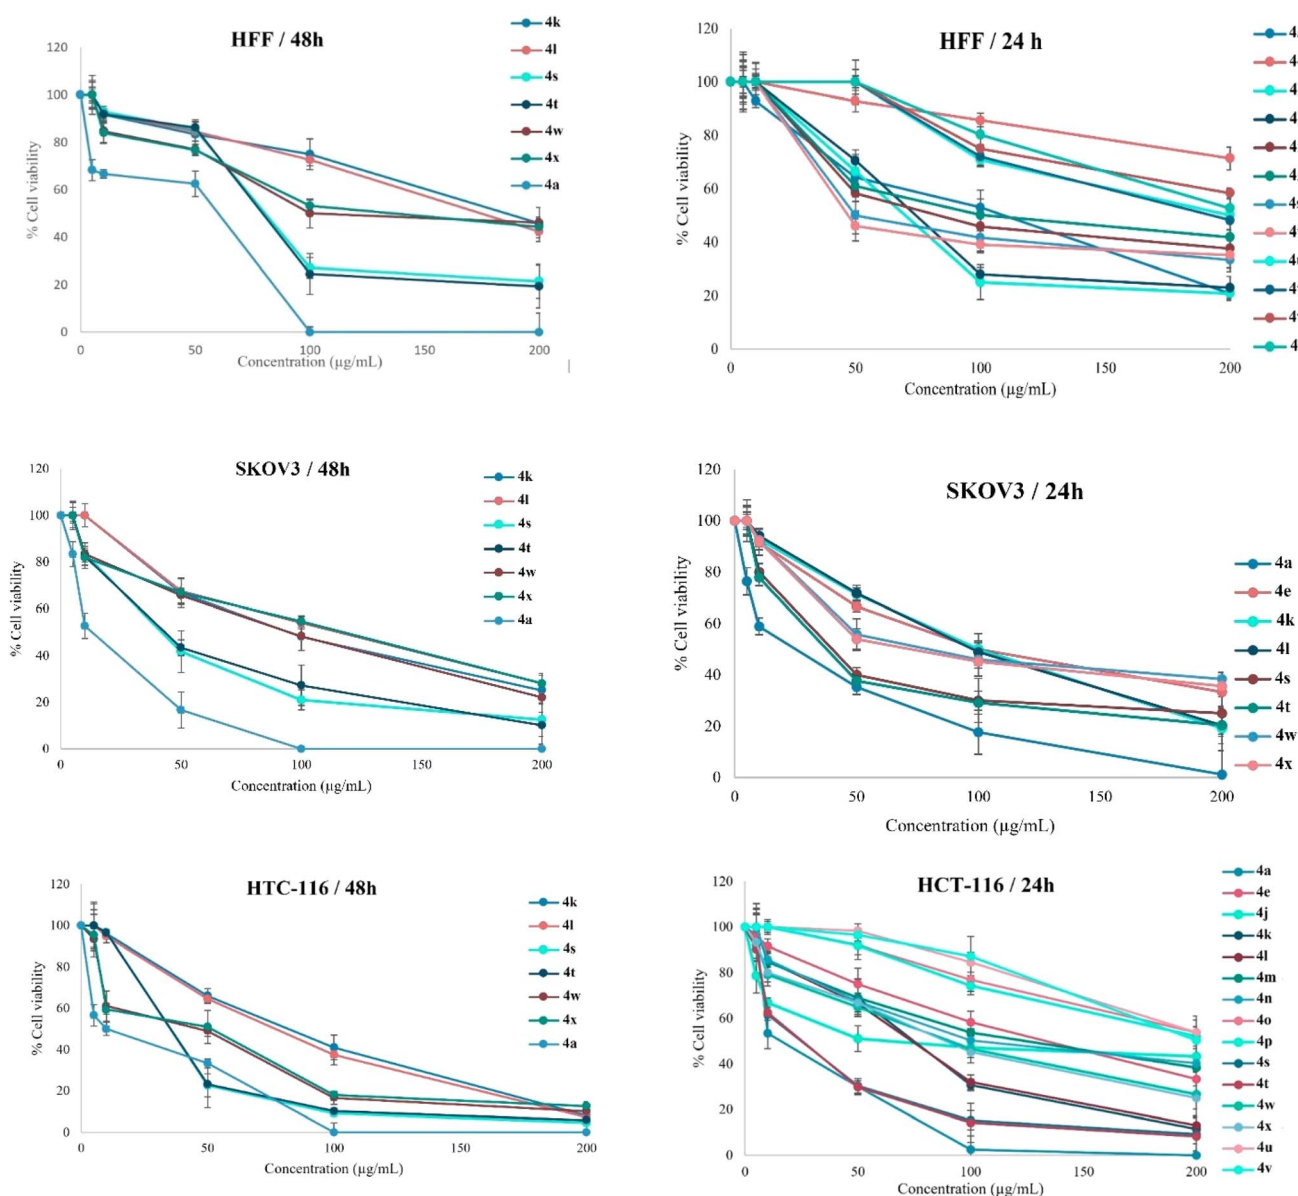 HFF / 48h
4k
4l
4s
4t
4w
4x
4a
120
100
80
60
40
20
0
% Cell viability
0 50 100 150 200
Concentration (µg/mL)
HFF / 24 h
120
100
80
60
40
20
0
% Cell viability
0 50 100 150 200
Concentration (µg/mL)
SKOV3 / 48h
4k
4l
4s
4t
4w
4x
4a
120
100
80
60
40
20
0
% Cell viability
0 50 100 150 200
Concentration (µg/mL)
SKOV3 / 24h
4a
4e
4k
4l
4s
4t
4w
4x
120
100
80
60
40
20
0
% Cell viability
0 50 100 150 200
Concentration (µg/mL)
HTC-116 / 48h
4k
4l
4s
4t
4w
4x
4a
120
100
80
60
40
20
0
% Cell viability
0 50 100 150 200
Concentration (µg/mL)
HCT-116 / 24h
4a
4e
4j
4k
4l
4m
4n
4o
4p
4s
4t
4w
4x
4u
4v
120
100
80
60
40
20
0
% Cell viability
0 50 100 150 200
Concentration (µg/mL)